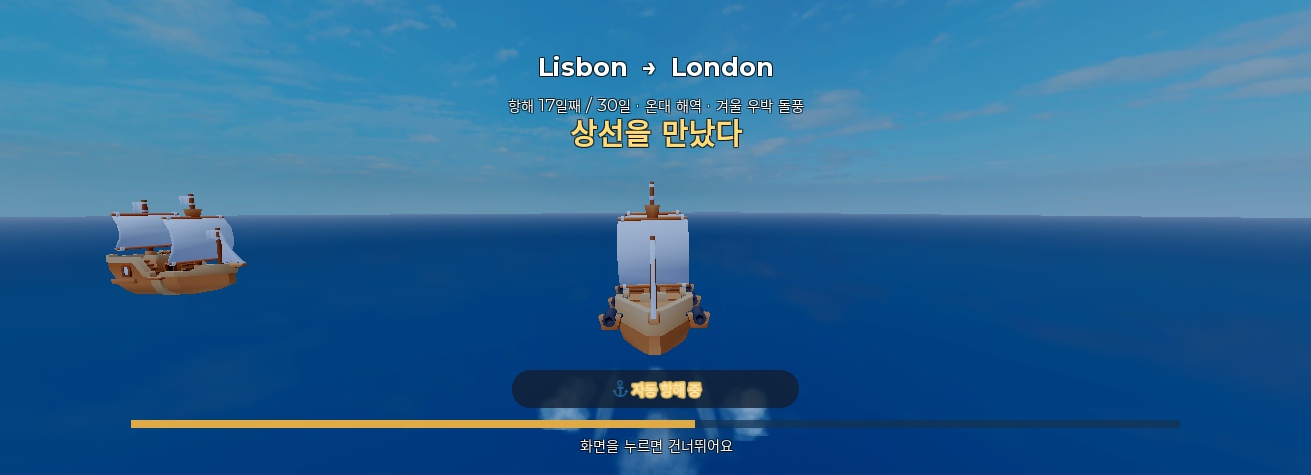 Lisbon → London
항해 17일째 / 30일 · 온대 해역 · 겨울 우박 돌풍
상선을 만났다
⚓ 자동 항해 중
화면을 누르면 건너뛰어요